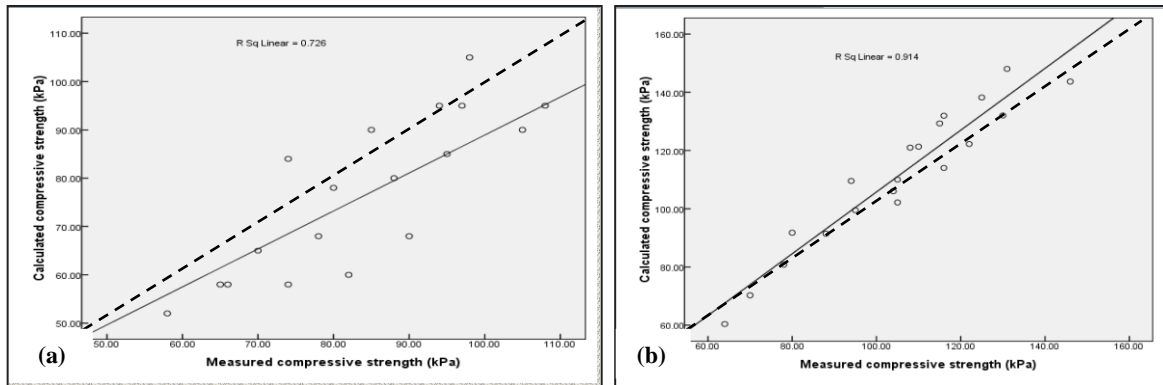 R Sq Linear = 0.726
Calculated compressive strength (kPa)
110.00
100.00
90.00
80.00
70.00
60.00
50.00
50.00 60.00 70.00 80.00 90.00 100.00 110.00
Measured compressive strength (kPa)
(a)
R Sq Linear = 0.914
Calculated compressive strength (kPa)
160.00
140.00
120.00
100.00
80.00
60.00
60.00 80.00 100.00 120.00 140.00 160.00
Measured compressive strength (kPa)
(b)